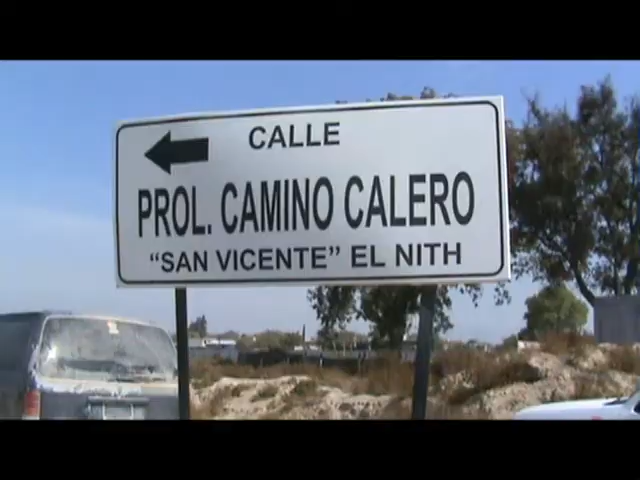 CALLE
PROL. CAMINO CALERO
"SAN VICENTE" EL NITH